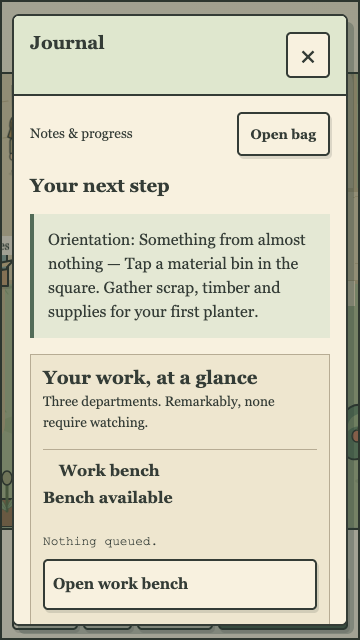 Journal
×
Notes & progress
Open bag
Your next step
Orientation: Something from almost
nothing — Tap a material bin in the
square. Gather scrap, timber and
supplies for your first planter.
Your work, at a glance
Three departments. Remarkably, none
require watching.
Work bench
Bench available
Nothing queued.
Open work bench